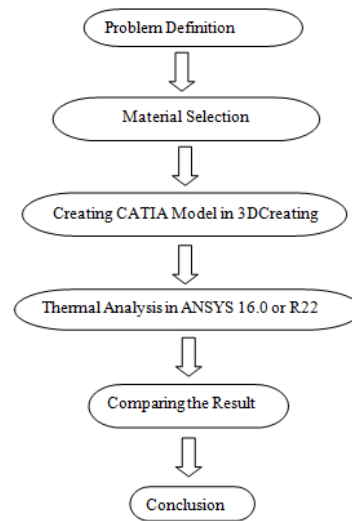 Problem Definition
Material Selection
Creating CATIA Model in 3DCreating
Thermal Analysis in ANSYS 16.0 or R22
Comparing the Result
Conclusion